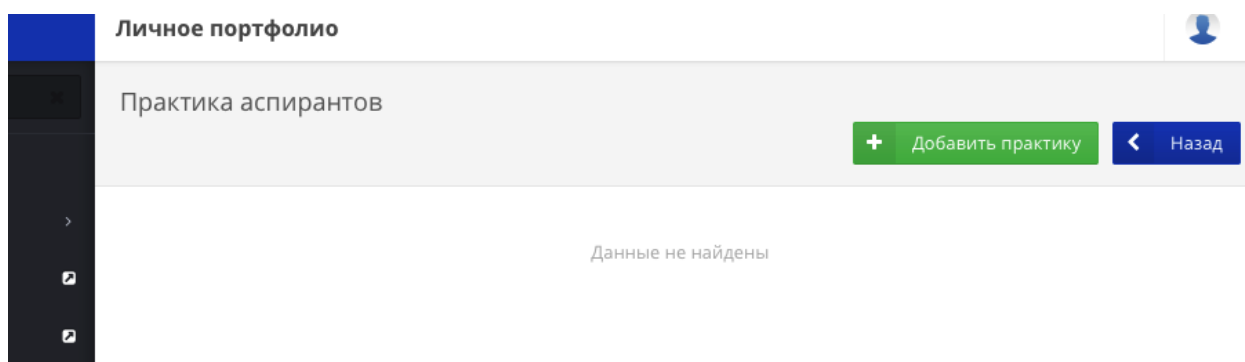 Личное портфолио
Практика аспирантов
Добавить практику
Назад
Данные не найдены